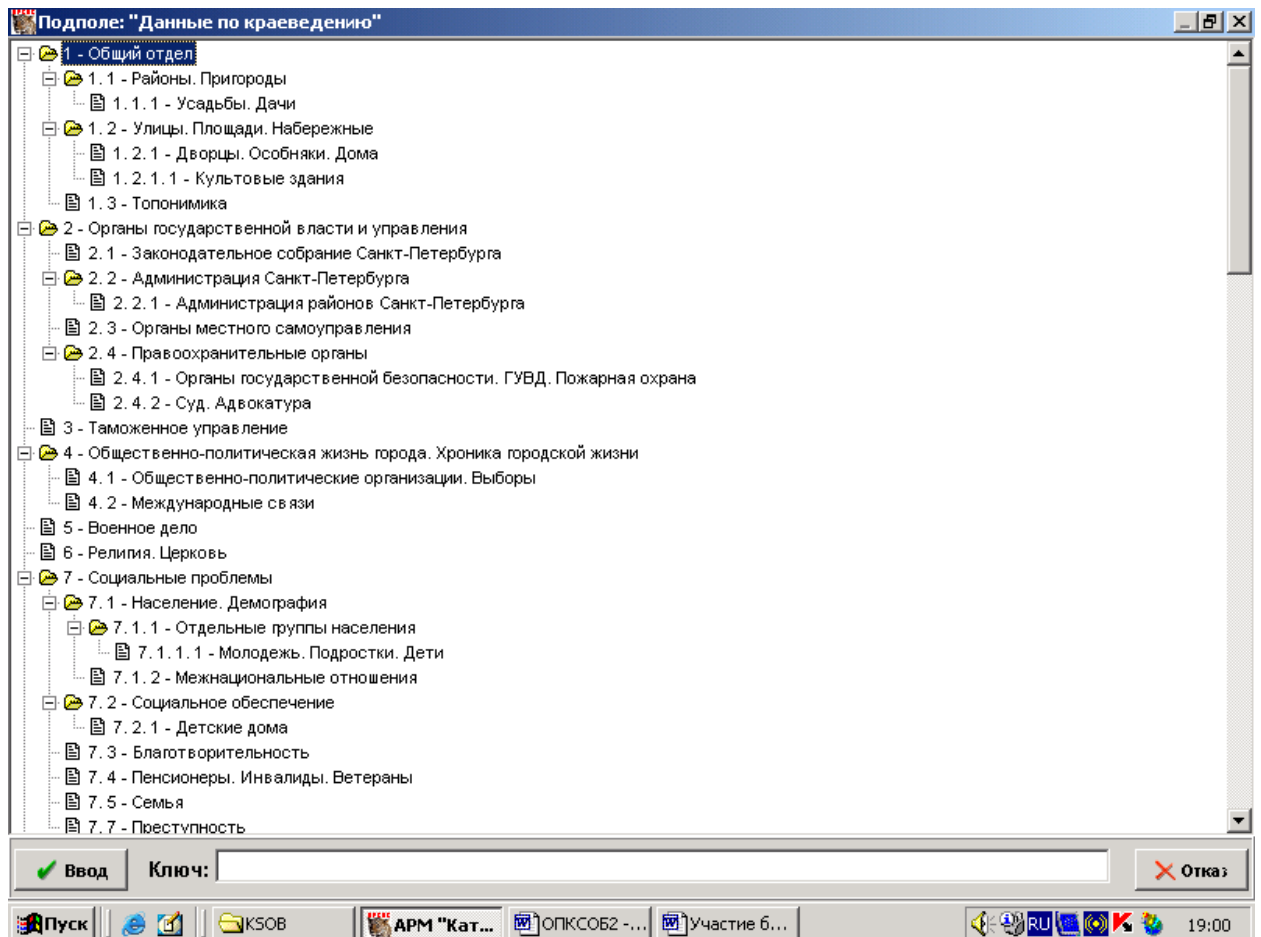 Подполе: "Данные по краеведению"
1 - Общий отдел
1. 1 - Районы. Пригороды
1. 1. 1 - Усадьбы. Дачи
1. 2 - Улицы. Площади. Набережные
1. 2. 1 - Дворцы. Особняки. Дома
1. 2. 1. 1 - Культовые здания
1. 3 - Топонимика
2 - Органы государственной власти и управления
2. 1 - Законодательное собрание Санкт-Петербурга
2. 2 - Администрация Санкт-Петербурга
2. 2. 1 - Администрация районов Санкт-Петербурга
2. 3 - Органы местного самоуправления
2. 4 - Правоохранительные органы
2. 4. 1 - Органы государственной безопасности. ГУВД. Пожарная охрана
2. 4. 2 - Суд. Адвокатура
3 - Таможенное управление
4 - Общественно-политическая жизнь города. Хроника городской жизни
4. 1 - Общественно-политические организации. Выборы
4. 2 - Международные связи
5 - Военное дело
6 - Религия. Церковь
7 - Социальные проблемы
7. 1 - Население. Демография
7. 1. 1 - Отдельные группы населения
7. 1. 1. 1 - Молодежь. Подростки. Дети
7. 1. 2 - Межнациональные отношения
7. 2 - Социальное обеспечение
7. 2. 1 - Детские дома
7. 3 - Благотворительность
7. 4 - Пенсионеры. Инвалиды. Ветераны
7. 5 - Семья
7. 7 - Преступность
Ввод Ключ: Отказ
Пуск KSOB АРМ "Кат... ОПКСОБ2 -... Участие б... RU 19:00